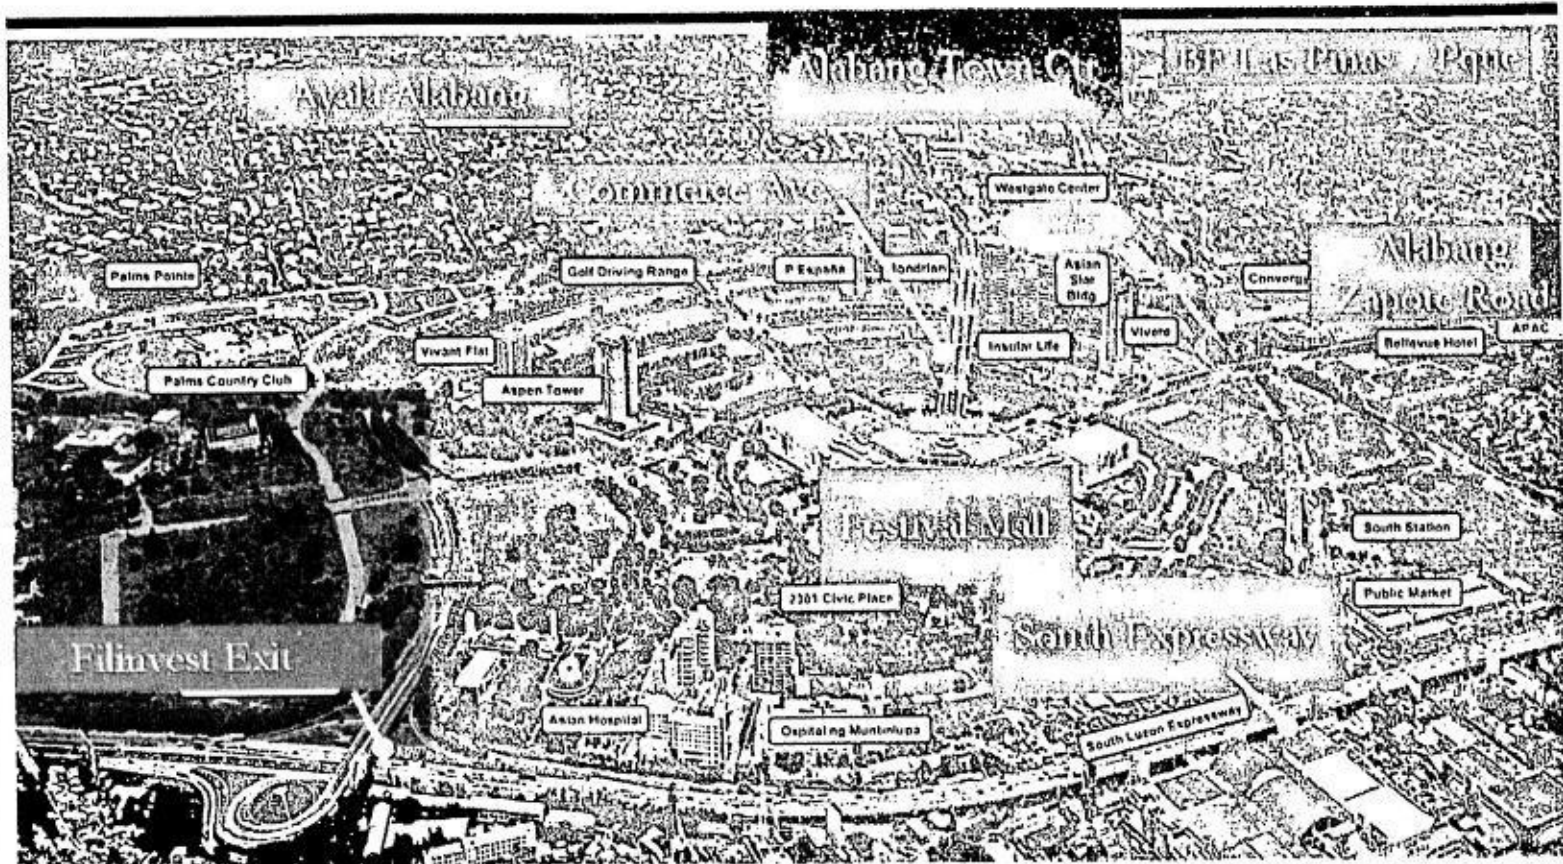 Alabang Town Ctr
BF Las Pinas / Pque
Ayala Alabang
Commerce Ave
Westgate Center
Alabang
Zapote Road
Palms Pointe
Golf Driving Range
P España
Asian
Star
Bldg
Converg
Vivere
APAC
Vivant Flat
Insular Life
Bellevue Hotel
Palms Country Club
Aspen Tower
Festival Mall
South Station
2301 Civic Place
Public Market
South Expressway
Filinvest Exit
Asian Hospital
Ospital ng Muntinlupa
South Luzon Expressway